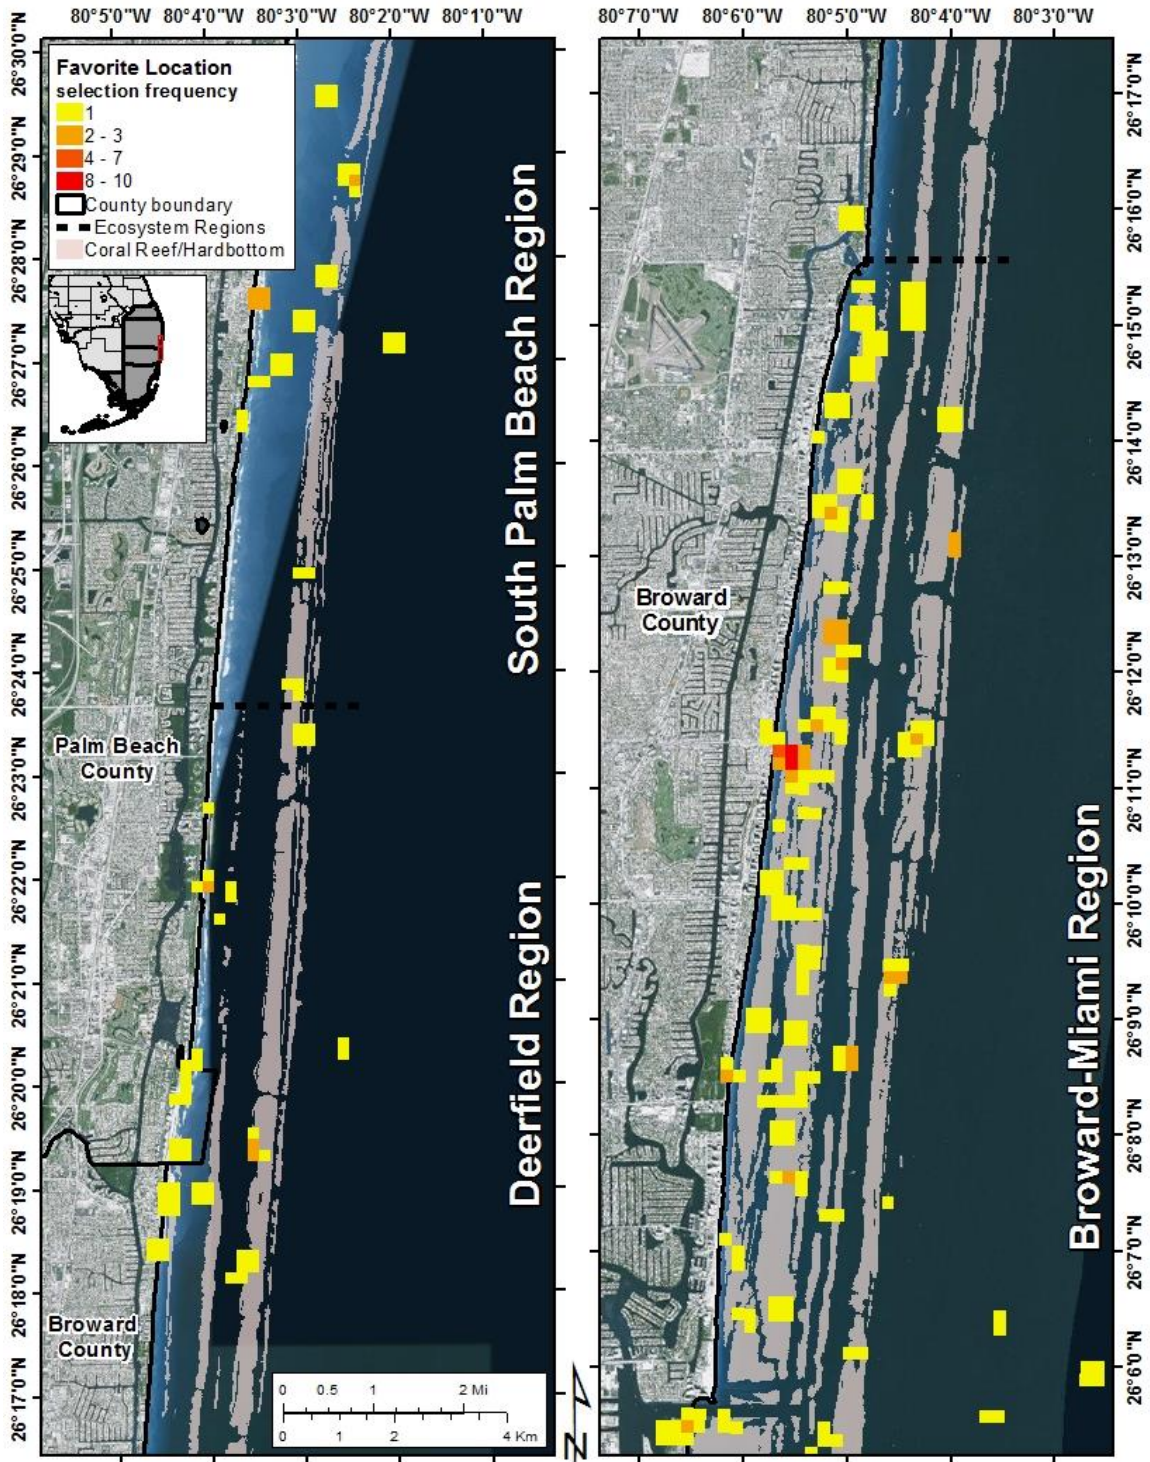 80°5'0"W 80°4'0"W 80°3'0"W 80°2'0"W 80°1'0"W
80°7'0"W 80°6'0"W 80°5'0"W 80°4'0"W 80°3'0"W
Favorite Location
selection frequency
1
2 - 3
4 - 7
8 - 10
County boundary
Ecosystem Regions
Coral Reef/Hardbottom
26°30'0"N
26°29'0"N
26°28'0"N
26°27'0"N
26°26'0"N
26°25'0"N
26°24'0"N
26°23'0"N
26°22'0"N
26°21'0"N
26°20'0"N
26°19'0"N
26°18'0"N
26°17'0"N
South Palm Beach Region
Palm Beach
County
Deerfield Region
Broward
County
0 0.5 1 2 Mi
0 1 2 4 Km
N
Broward
County
Broward-Miami Region
26°17'0"N
26°16'0"N
26°15'0"N
26°14'0"N
26°13'0"N
26°12'0"N
26°11'0"N
26°10'0"N
26°9'0"N
26°8'0"N
26°7'0"N
26°6'0"N